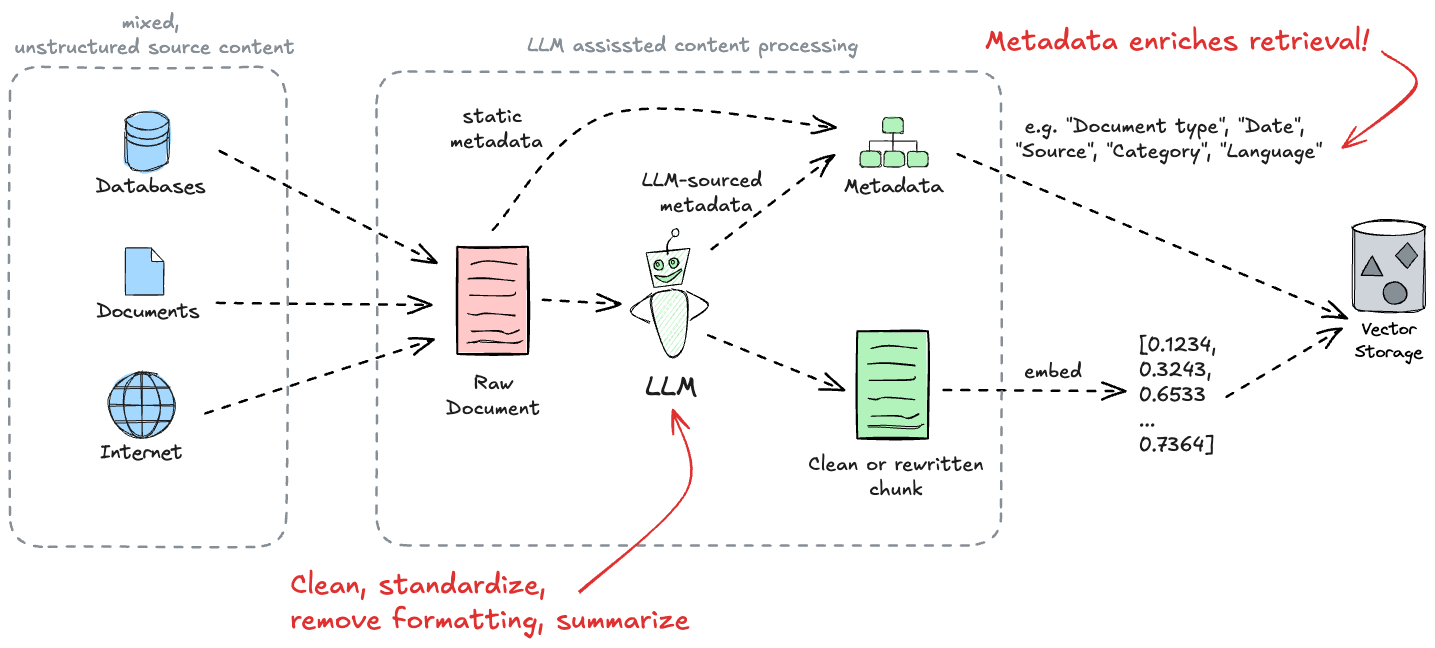 mixed,
unstructured source content
LLM assissted content processing
Metadata enriches retrieval!
static
metadata
e.g. "Document type", "Date",
"Source", "Category", "Language"
Databases
LLM-sourced
metadata
Metadata
Documents
Raw
Document
LLM
Vector
Storage
[0.1234,
0.3243,
0.6533
...
0.7364]
embed
Internet
Clean or rewritten
chunk
Clean, standardize,
remove formatting, summarize